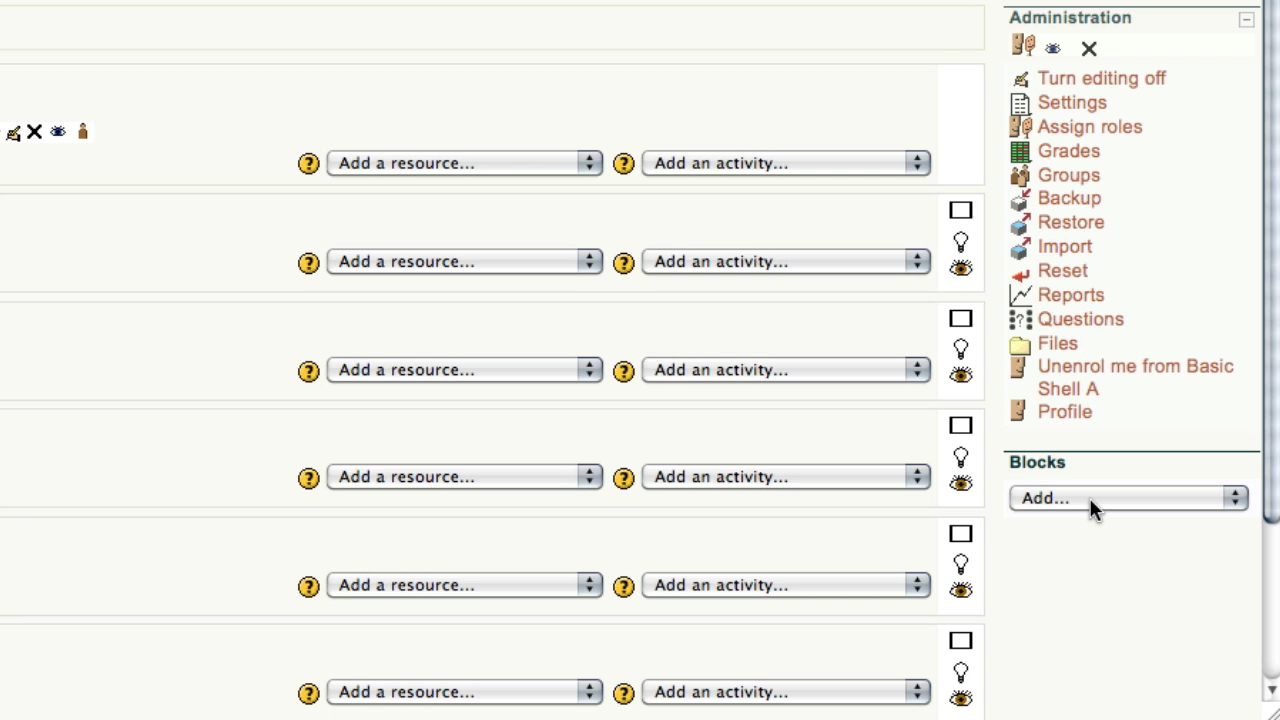 Administration
Turn editing off
Settings
Assign roles
Add a resource... Add an activity...
Grades
Groups
Backup
Restore
Import
Add a resource... Add an activity...
Reset
Reports
Questions
Files
Unenrol me from Basic
Shell A
Add a resource... Add an activity...
Profile
Blocks
Add a resource... Add an activity...
Add...
Add a resource... Add an activity...
Add a resource... Add an activity...